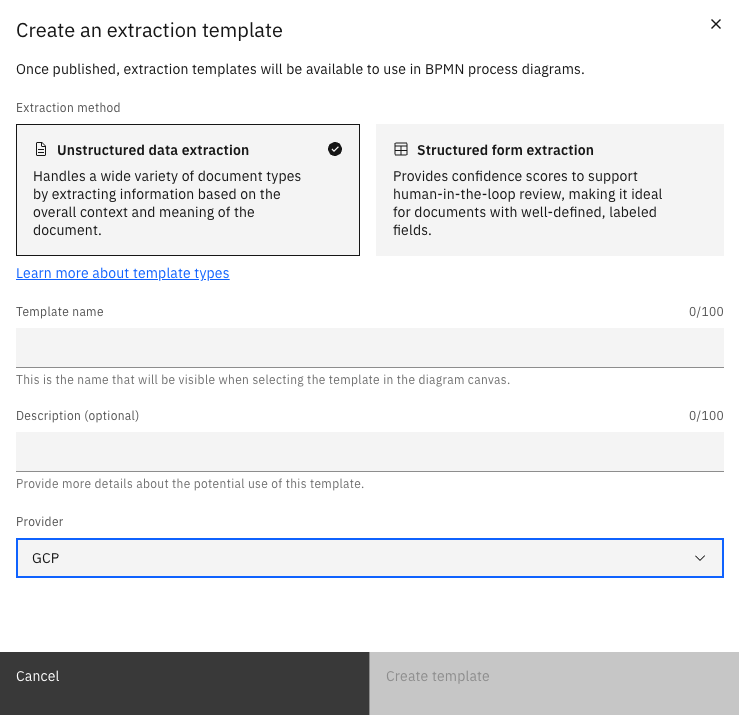 Create an extraction template
Once published, extraction templates will be available to use in BPMN process diagrams.
Extraction method
Unstructured data extraction
Handles a wide variety of document types
by extracting information based on the
overall context and meaning of the
document.
Structured form extraction
Provides confidence scores to support
human-in-the-loop review, making it ideal
for documents with well-defined, labeled
fields.
Learn more about template types
Template name 0/100
This is the name that will be visible when selecting the template in the diagram canvas.
Description (optional) 0/100
Provide more details about the potential use of this template.
Provider
GCP
Cancel
Create template